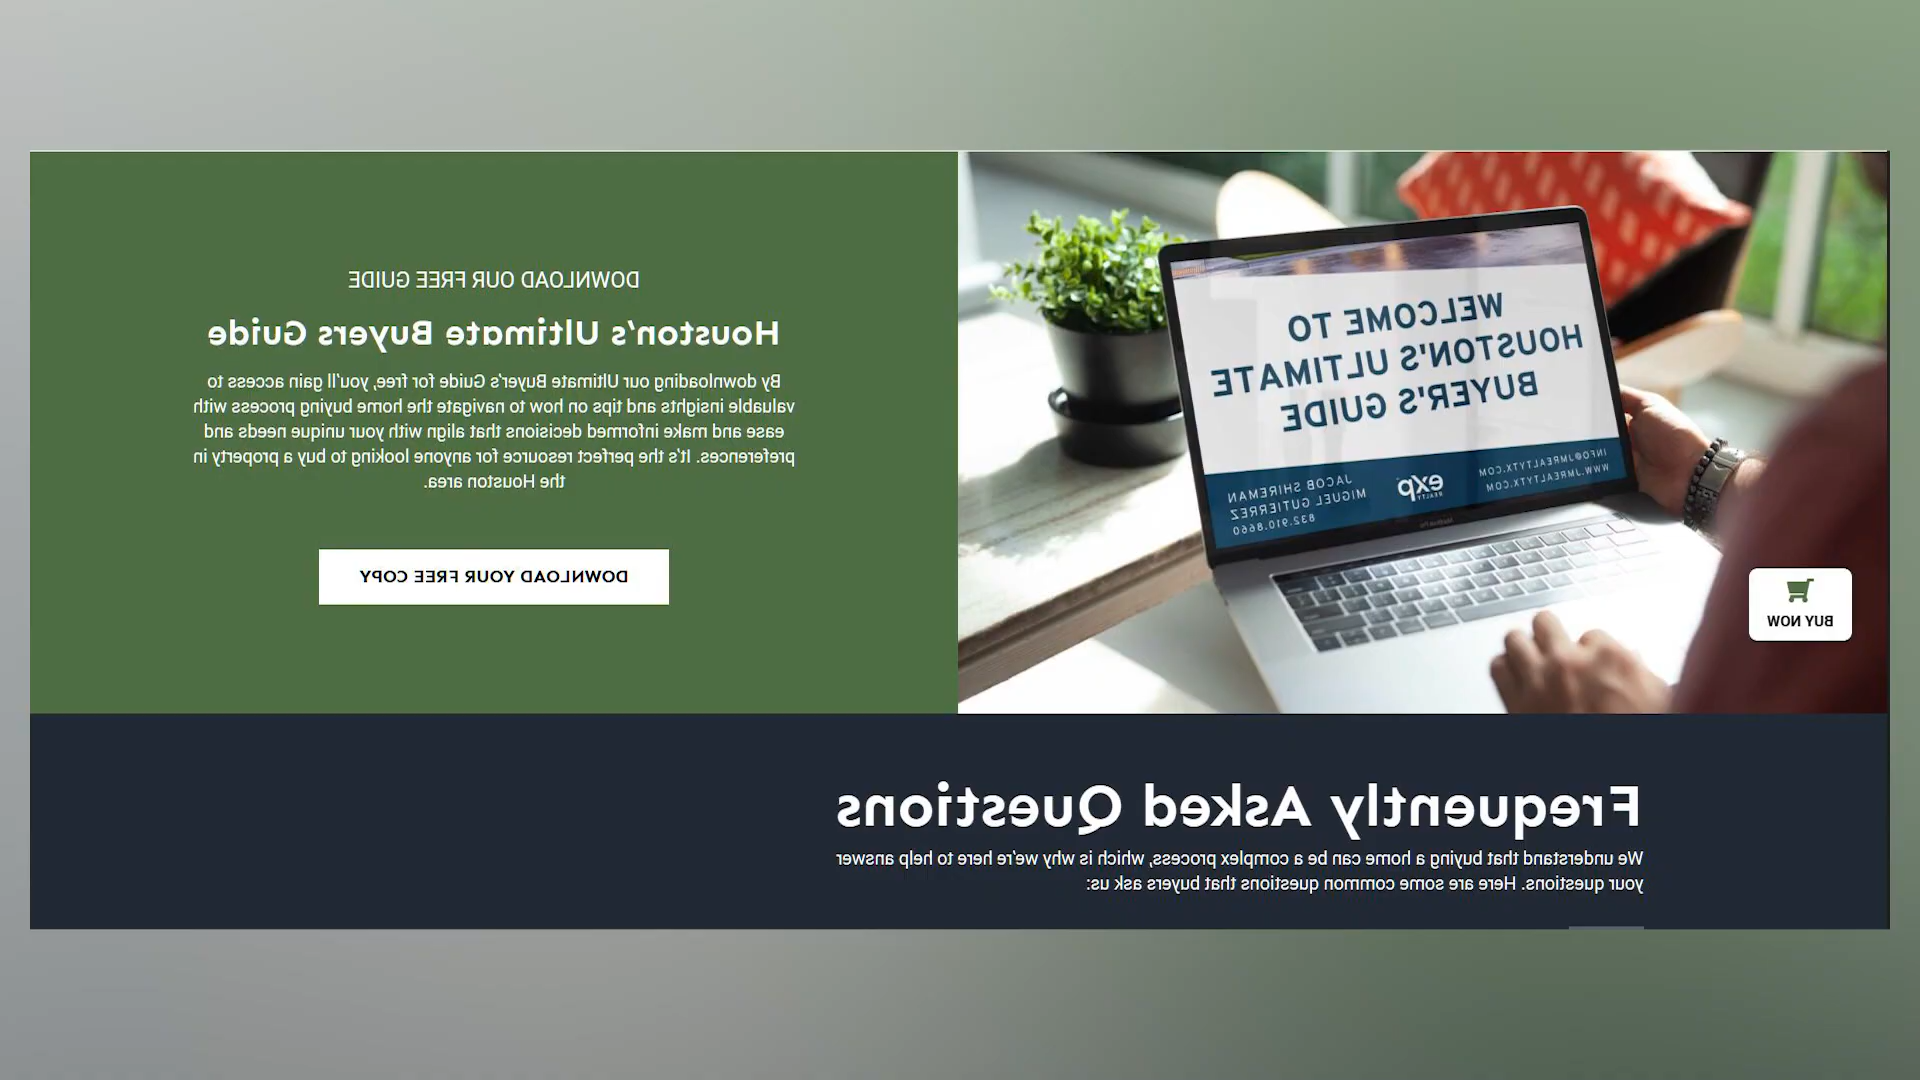 WELCOME TO
HOUSTON'S ULTIMATE
BUYER'S GUIDE
INFO@JMREALTYTX.COM
WWW.JMREALTYTX.COM
exp
REALTY
JACOB SHIREMAN
MIGUEL GUTIERREZ
832.910.8660
MacBook Pro
BUY NOW
DOWNLOAD OUR FREE GUIDE
Houston's Ultimate Buyers Guide
By downloading our Ultimate Buyer's Guide for free, you'll gain access to
valuable insights and tips on how to navigate the home buying process with
ease and make informed decisions that align with your unique needs and
preferences. It's the perfect resource for anyone looking to buy a property in
the Houston area.
DOWNLOAD YOUR FREE COPY
Frequently Asked Questions
We understand that buying a home can be a complex process, which is why we're here to help answer
your questions. Here are some common questions that buyers ask us: